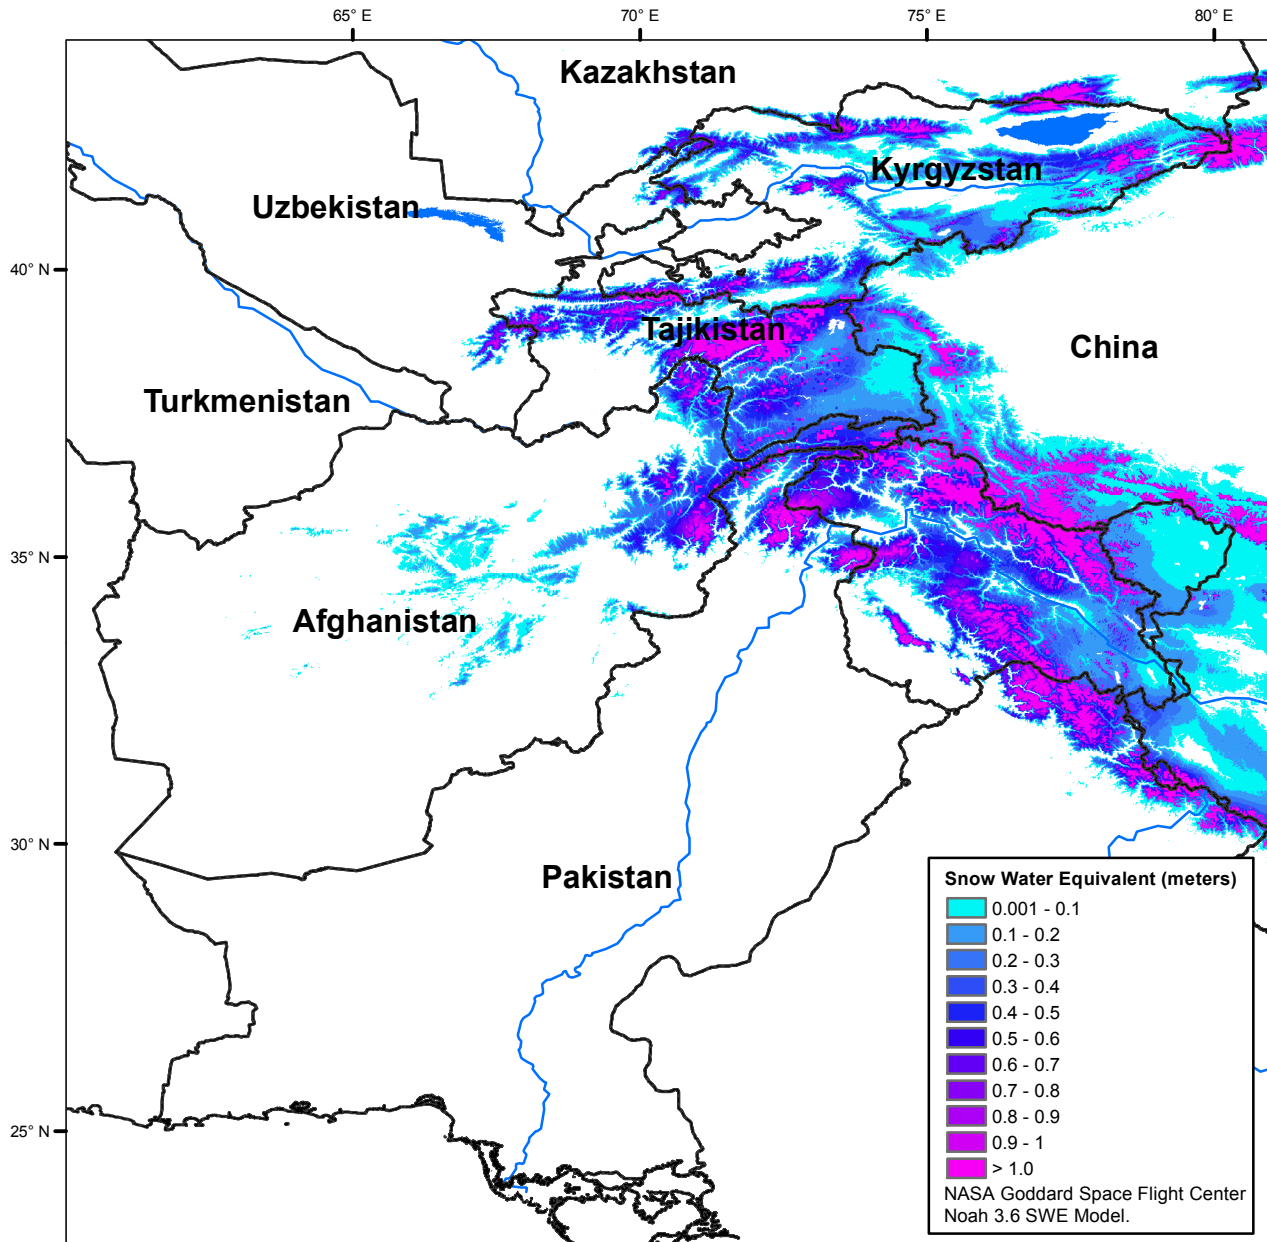 65° E
70° E
75° E
80° E
Kazakhstan
Kyrgyzstan
Uzbekistan
40° N
Tajikistan
China
Turkmenistan
35° N
Afghanistan
30° N
Pakistan
25° N
Snow Water Equivalent (meters)
0.001 - 0.1
0.1 - 0.2
0.2 - 0.3
0.3 - 0.4
0.4 - 0.5
0.5 - 0.6
0.6 - 0.7
0.7 - 0.8
0.8 - 0.9
0.9 - 1
> 1.0
NASA Goddard Space Flight Center
Noah 3.6 SWE Model.